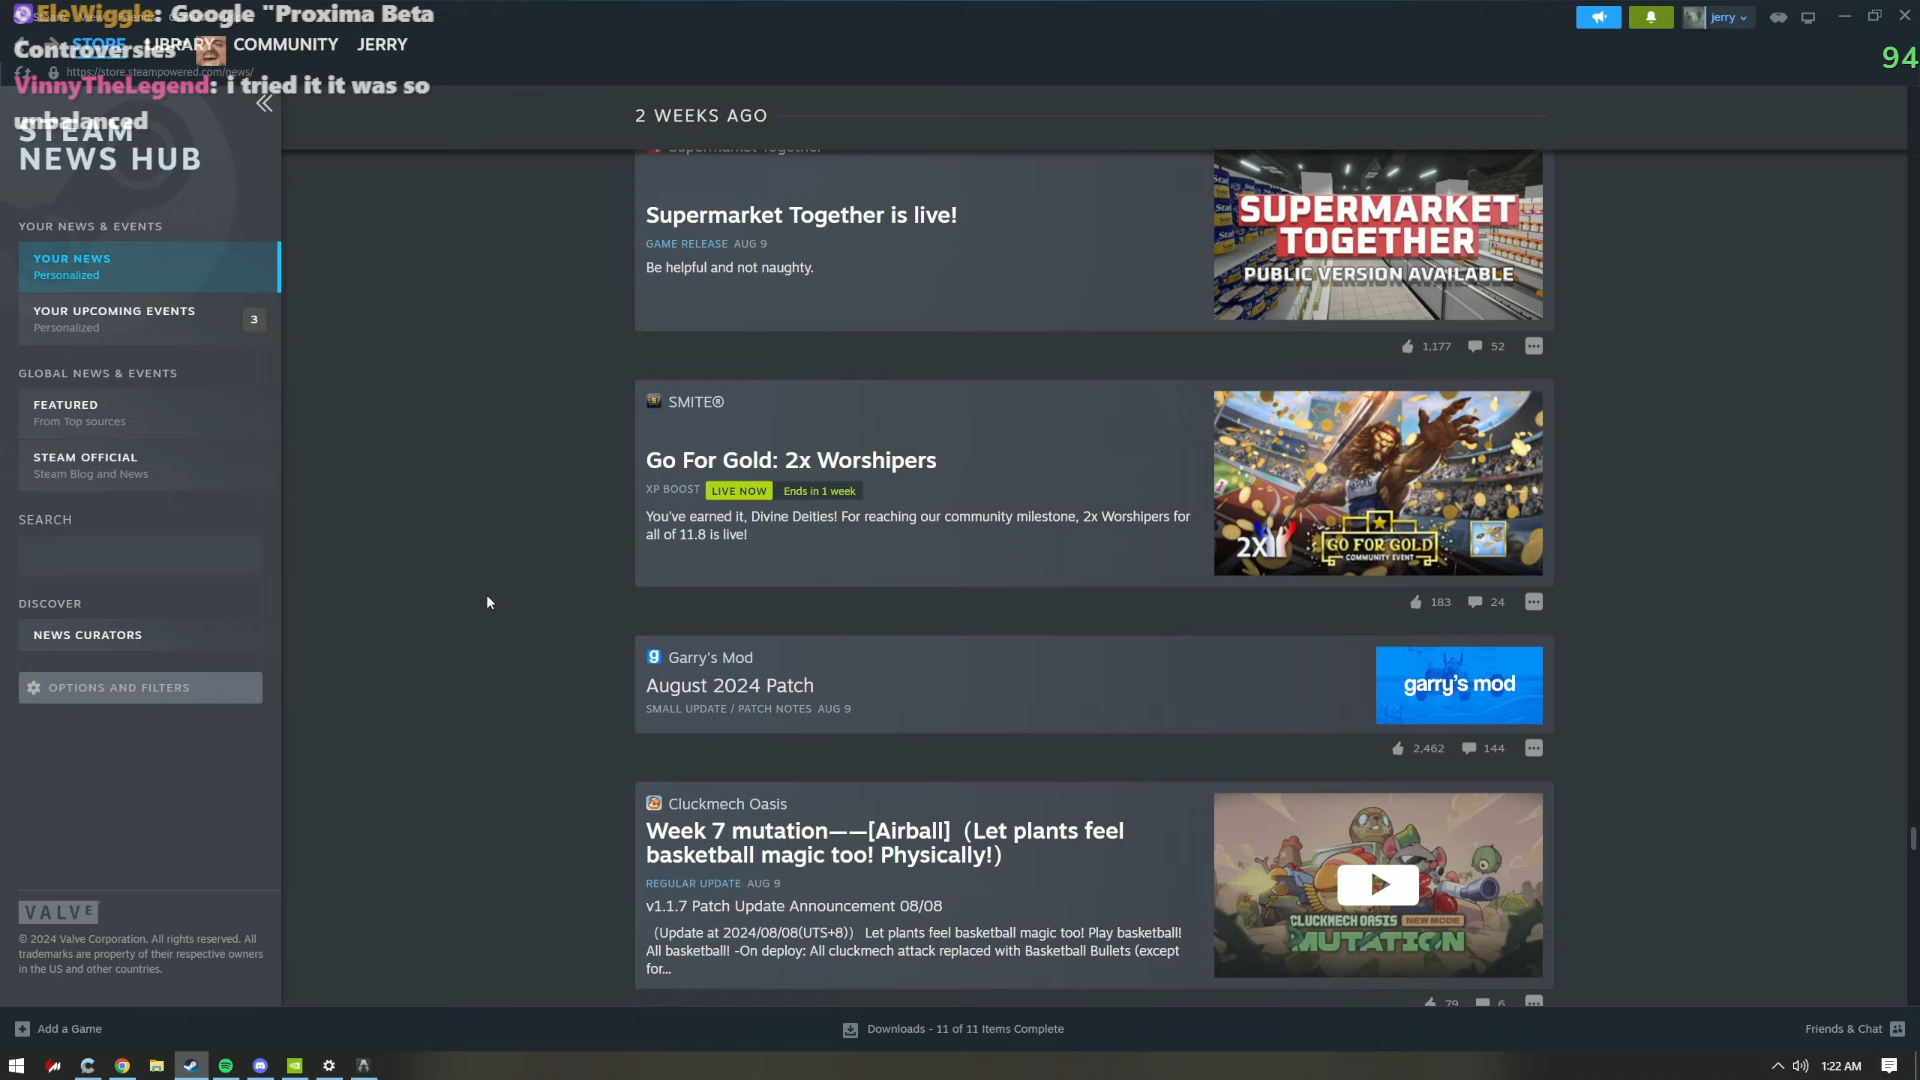 EleWiggle: Google "Proxima Beta
Controversies"
VinnyTheLegend: i tried it it was so
unbalanced
STORE LIBRARY COMMUNITY JERRY
https://store.steampowered.com/news/
jerry
94
STEAM
NEWS HUB
YOUR NEWS & EVENTS
YOUR NEWS
Personalized
YOUR UPCOMING EVENTS
Personalized
3
GLOBAL NEWS & EVENTS
FEATURED
From Top sources
STEAM OFFICIAL
Steam Blog and News
SEARCH
DISCOVER
NEWS CURATORS
OPTIONS AND FILTERS
VALVE
© 2024 Valve Corporation. All rights reserved. All
trademarks are property of their respective owners
in the US and other countries.
2 WEEKS AGO
Supermarket Together
Supermarket Together is live!
GAME RELEASE AUG 9
Be helpful and not naughty.
SUPERMARKET
TOGETHER
PUBLIC VERSION AVAILABLE
1,177 52
SMITE®
Go For Gold: 2x Worshipers
XP BOOST LIVE NOW Ends in 1 week
You've earned it, Divine Deities! For reaching our community milestone, 2x Worshipers for
all of 11.8 is live!
2X
GO FOR GOLD
COMMUNITY EVENT
183 24
g Garry's Mod
August 2024 Patch
SMALL UPDATE / PATCH NOTES AUG 9
garry's mod
2,462 144
Cluckmech Oasis
Week 7 mutation——[Airball]（Let plants feel
basketball magic too! Physically!）
REGULAR UPDATE AUG 9
v1.1.7 Patch Update Announcement 08/08
（Update at 2024/08/08(UTS+8)） Let plants feel basketball magic too! Play basketball!
All basketball! -On deploy: All cluckmech attack replaced with Basketball Bullets (except
for...
CLUCKMECH OASIS NEW MODE
MUTATION
79 6
Add a Game
Downloads - 11 of 11 Items Complete
Friends & Chat
1:22 AM